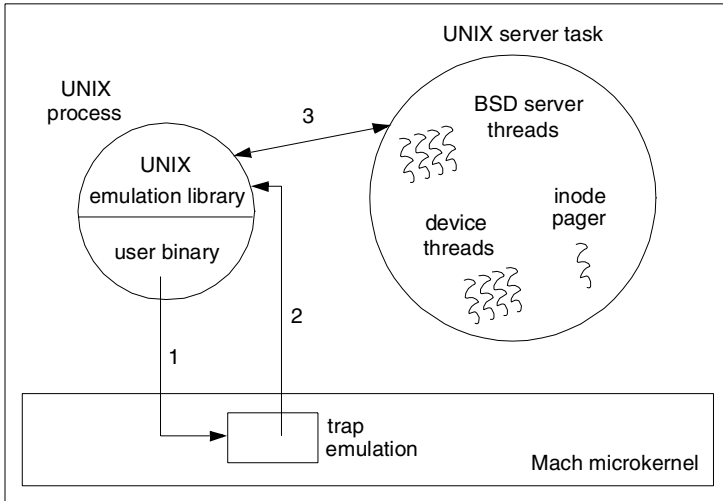 UNIX server task
UNIX
process
3
BSD server
threads
UNIX
emulation library
inode
pager
device
threads
user binary
2
1
trap
emulation
Mach microkernel